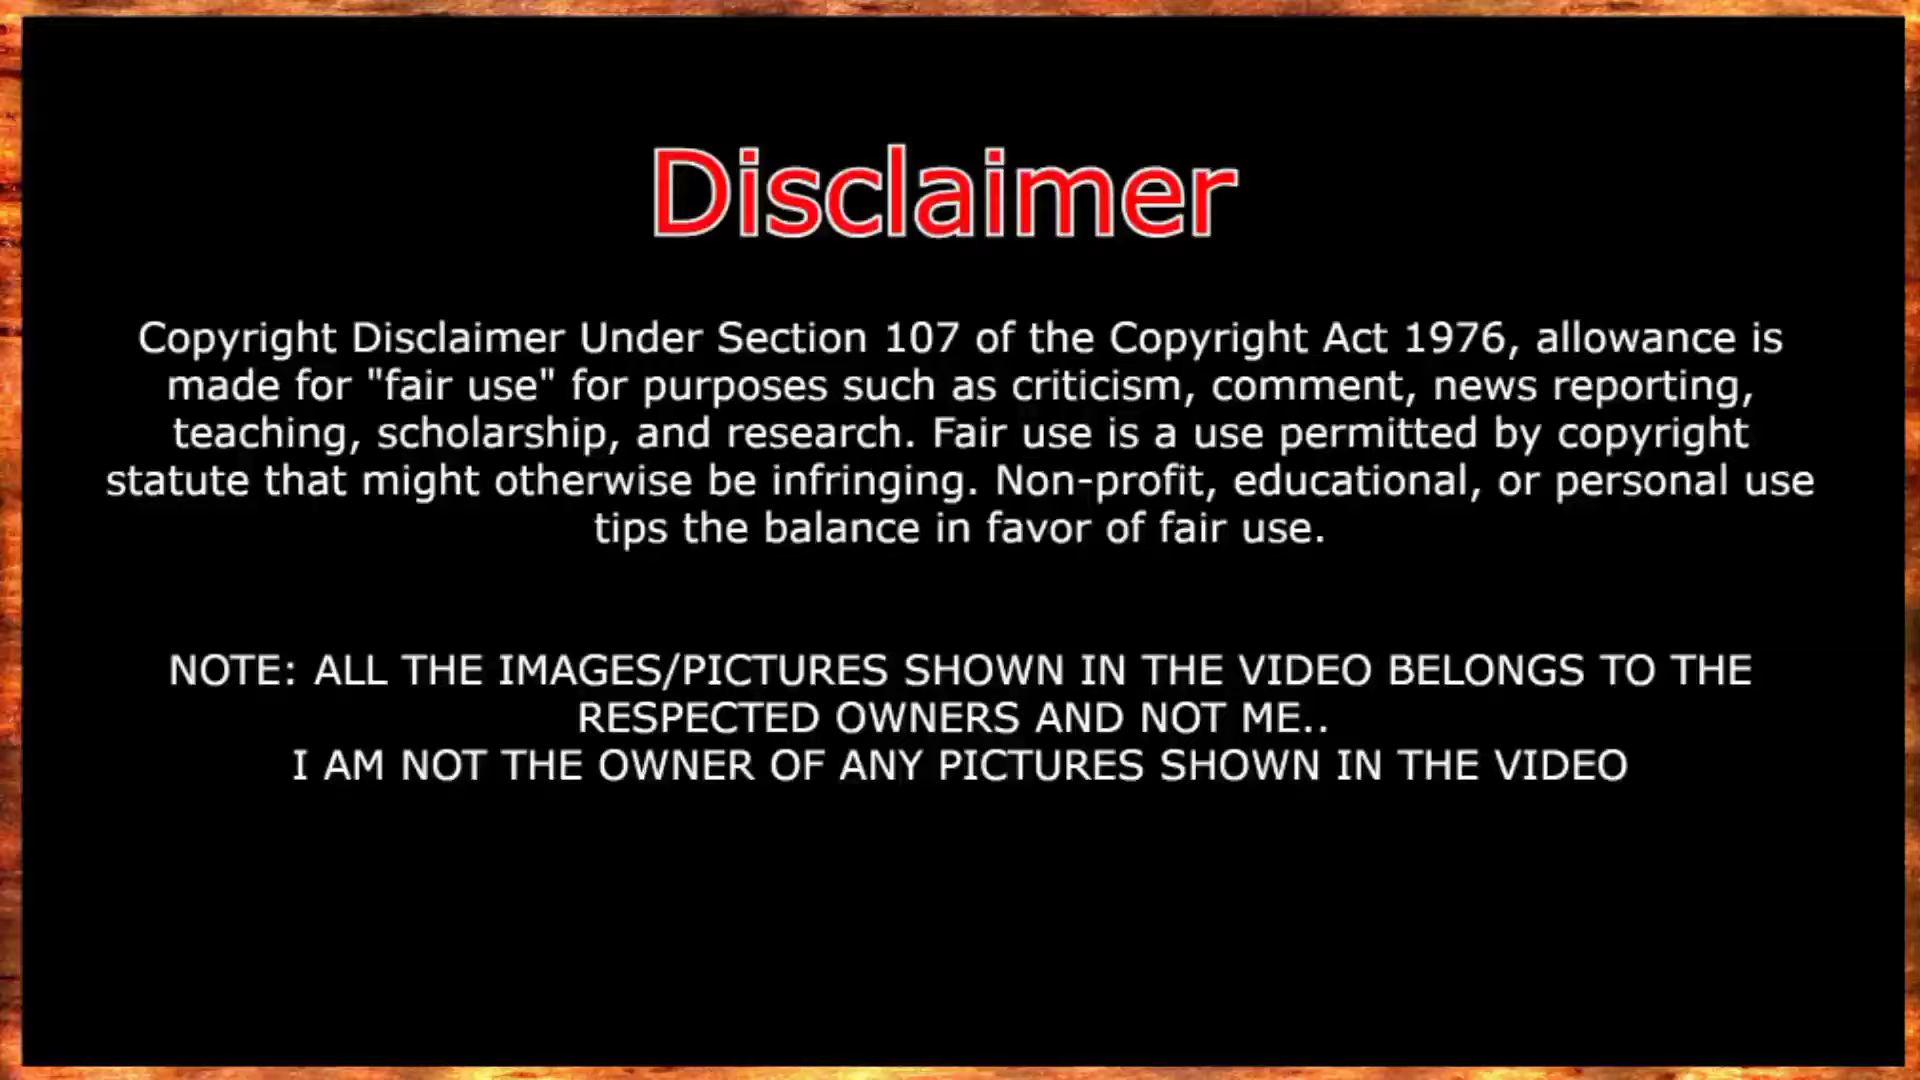 Disclaimer
Copyright Disclaimer Under Section 107 of the Copyright Act 1976, allowance is
made for "fair use" for purposes such as criticism, comment, news reporting,
teaching, scholarship, and research. Fair use is a use permitted by copyright
statute that might otherwise be infringing. Non-profit, educational, or personal use
tips the balance in favor of fair use.
NOTE: ALL THE IMAGES/PICTURES SHOWN IN THE VIDEO BELONGS TO THE
RESPECTED OWNERS AND NOT ME..
I AM NOT THE OWNER OF ANY PICTURES SHOWN IN THE VIDEO